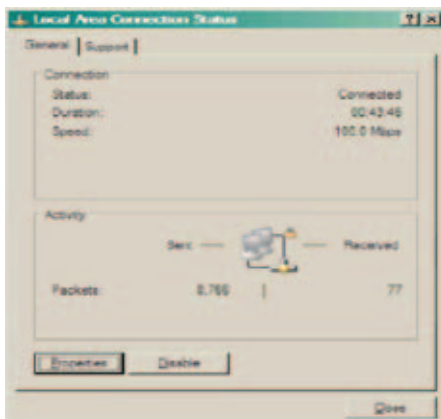 Local Area Connection Status
General Support
Connection
Status: Connected
Duration: 00:43:46
Speed: 100.0 Mbps
Activity
Sent — — Received
Packets: 8,766 | 77
Properties Disable
Close